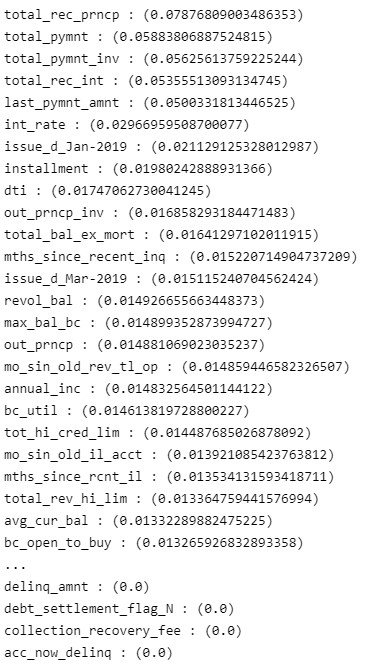 total_rec_prncp : (0.07876809003486353)
total_pymnt : (0.05883806887524815)
total_pymnt_inv : (0.05625613759225244)
total_rec_int : (0.05355513093134745)
last_pymnt_amnt : (0.0500331813446525)
int_rate : (0.02966959508700077)
issue_d_Jan-2019 : (0.021129125328012987)
installment : (0.01980242888931366)
dti : (0.01747062730041245)
out_prncp_inv : (0.016858293184471483)
total_bal_ex_mort : (0.01641297102011915)
mths_since_recent_inq : (0.015220714904737209)
issue_d_Mar-2019 : (0.015115240704562424)
revol_bal : (0.014926655663448373)
max_bal_bc : (0.014899352873994727)
out_prncp : (0.014881069023035237)
mo_sin_old_rev_tl_op : (0.014859446582326507)
annual_inc : (0.014832564501144122)
bc_util : (0.014613819728800227)
tot_hi_cred_lim : (0.014487685026878092)
mo_sin_old_il_acct : (0.013921085423763812)
mths_since_rcnt_il : (0.013534131593418711)
total_rev_hi_lim : (0.013364759441576994)
avg_cur_bal : (0.01332289882475225)
bc_open_to_buy : (0.013265926832893358)
...
delinq_amnt : (0.0)
debt_settlement_flag_N : (0.0)
collection_recovery_fee : (0.0)
acc_now_delinq : (0.0)